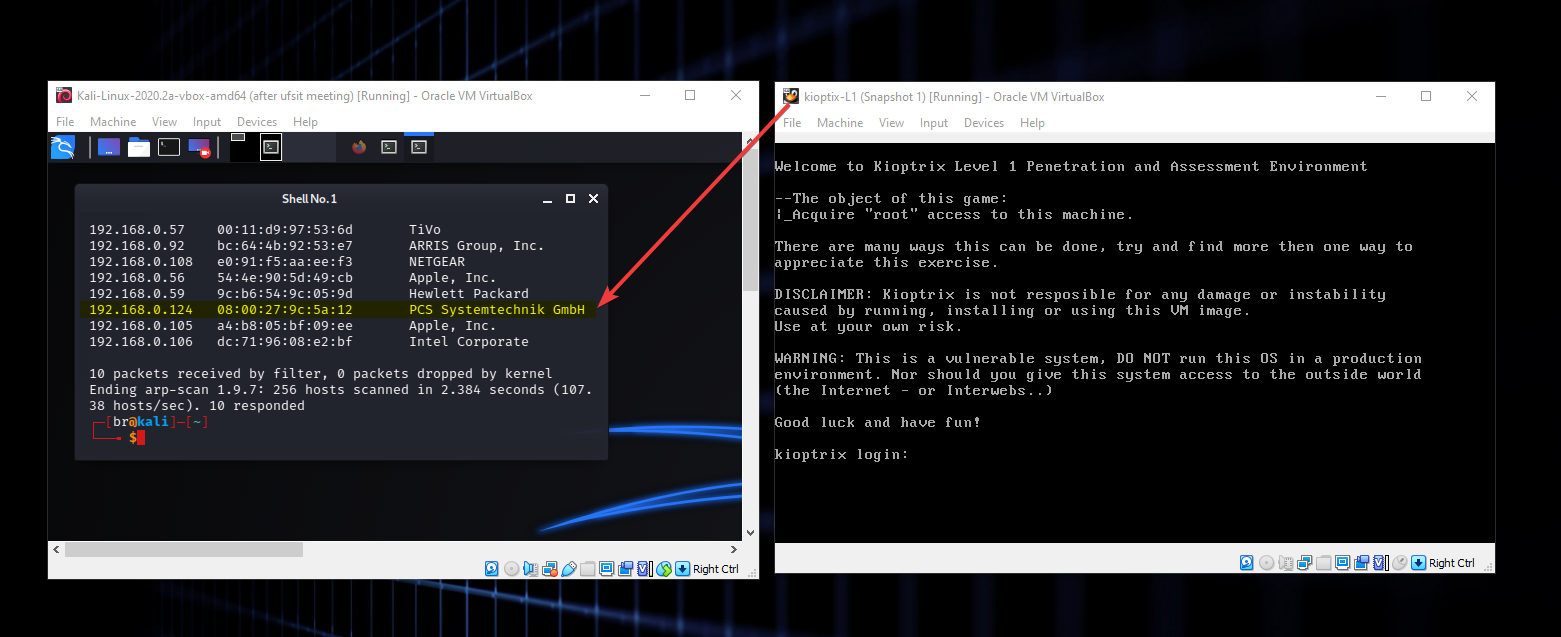 Kali-Linux-2020.2a-vbox-amd64 (after ufsit meeting) [Running] - Oracle VM VirtualBox
File Machine View Input Devices Help
Shell No. 1
192.168.0.57 00:11:d9:97:53:6d TiVo
192.168.0.92 bc:64:4b:92:53:e7 ARRIS Group, Inc.
192.168.0.108 e0:91:f5:aa:ee:f3 NETGEAR
192.168.0.56 54:4e:90:5d:49:cb Apple, Inc.
192.168.0.59 9c:b6:54:9c:05:9d Hewlett Packard
192.168.0.124 08:00:27:9c:5a:12 PCS Systemtechnik GmbH
192.168.0.105 a4:b8:05:bf:09:ee Apple, Inc.
192.168.0.106 dc:71:96:08:e2:bf Intel Corporate
10 packets received by filter, 0 packets dropped by kernel
Ending arp-scan 1.9.7: 256 hosts scanned in 2.384 seconds (107.
38 hosts/sec). 10 responded
[br@kali]-[~]
$
Right Ctrl
kioptix-L1 (Snapshot 1) [Running] - Oracle VM VirtualBox
File Machine View Input Devices Help
Welcome to Kioptrix Level 1 Penetration and Assessment Environment
--The object of this game:
|_Acquire "root" access to this machine.
There are many ways this can be done, try and find more then one way to
appreciate this exercise.
DISCLAIMER: Kioptrix is not resposible for any damage or instability
caused by running, installing or using this VM image.
Use at your own risk.
WARNING: This is a vulnerable system, DO NOT run this OS in a production
environment. Nor should you give this system access to the outside world
(the Internet - or Interwebs..)
Good luck and have fun!
kioptrix login:
Right Ctrl